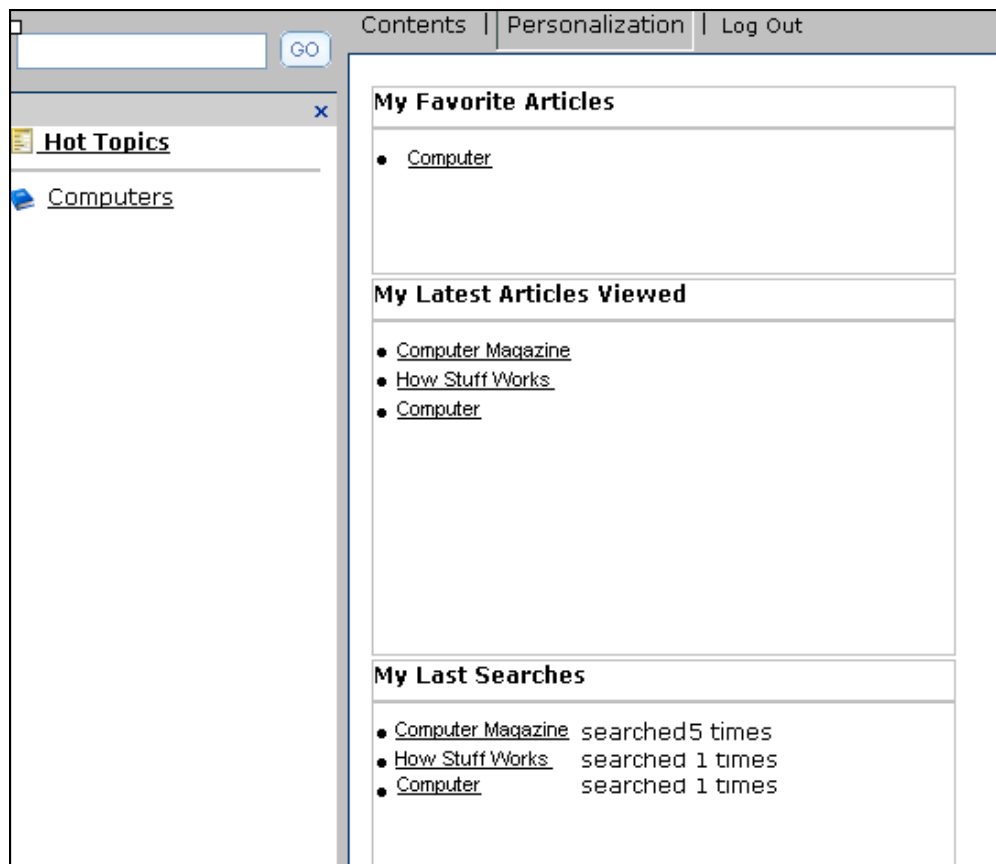 GO
Contents | Personalization | Log Out
x
Hot Topics
Computers
My Favorite Articles
• Computer
My Latest Articles Viewed
• Computer Magazine
• How Stuff Works
• Computer
My Last Searches
• Computer Magazine searched 5 times
• How Stuff Works searched 1 times
• Computer searched 1 times